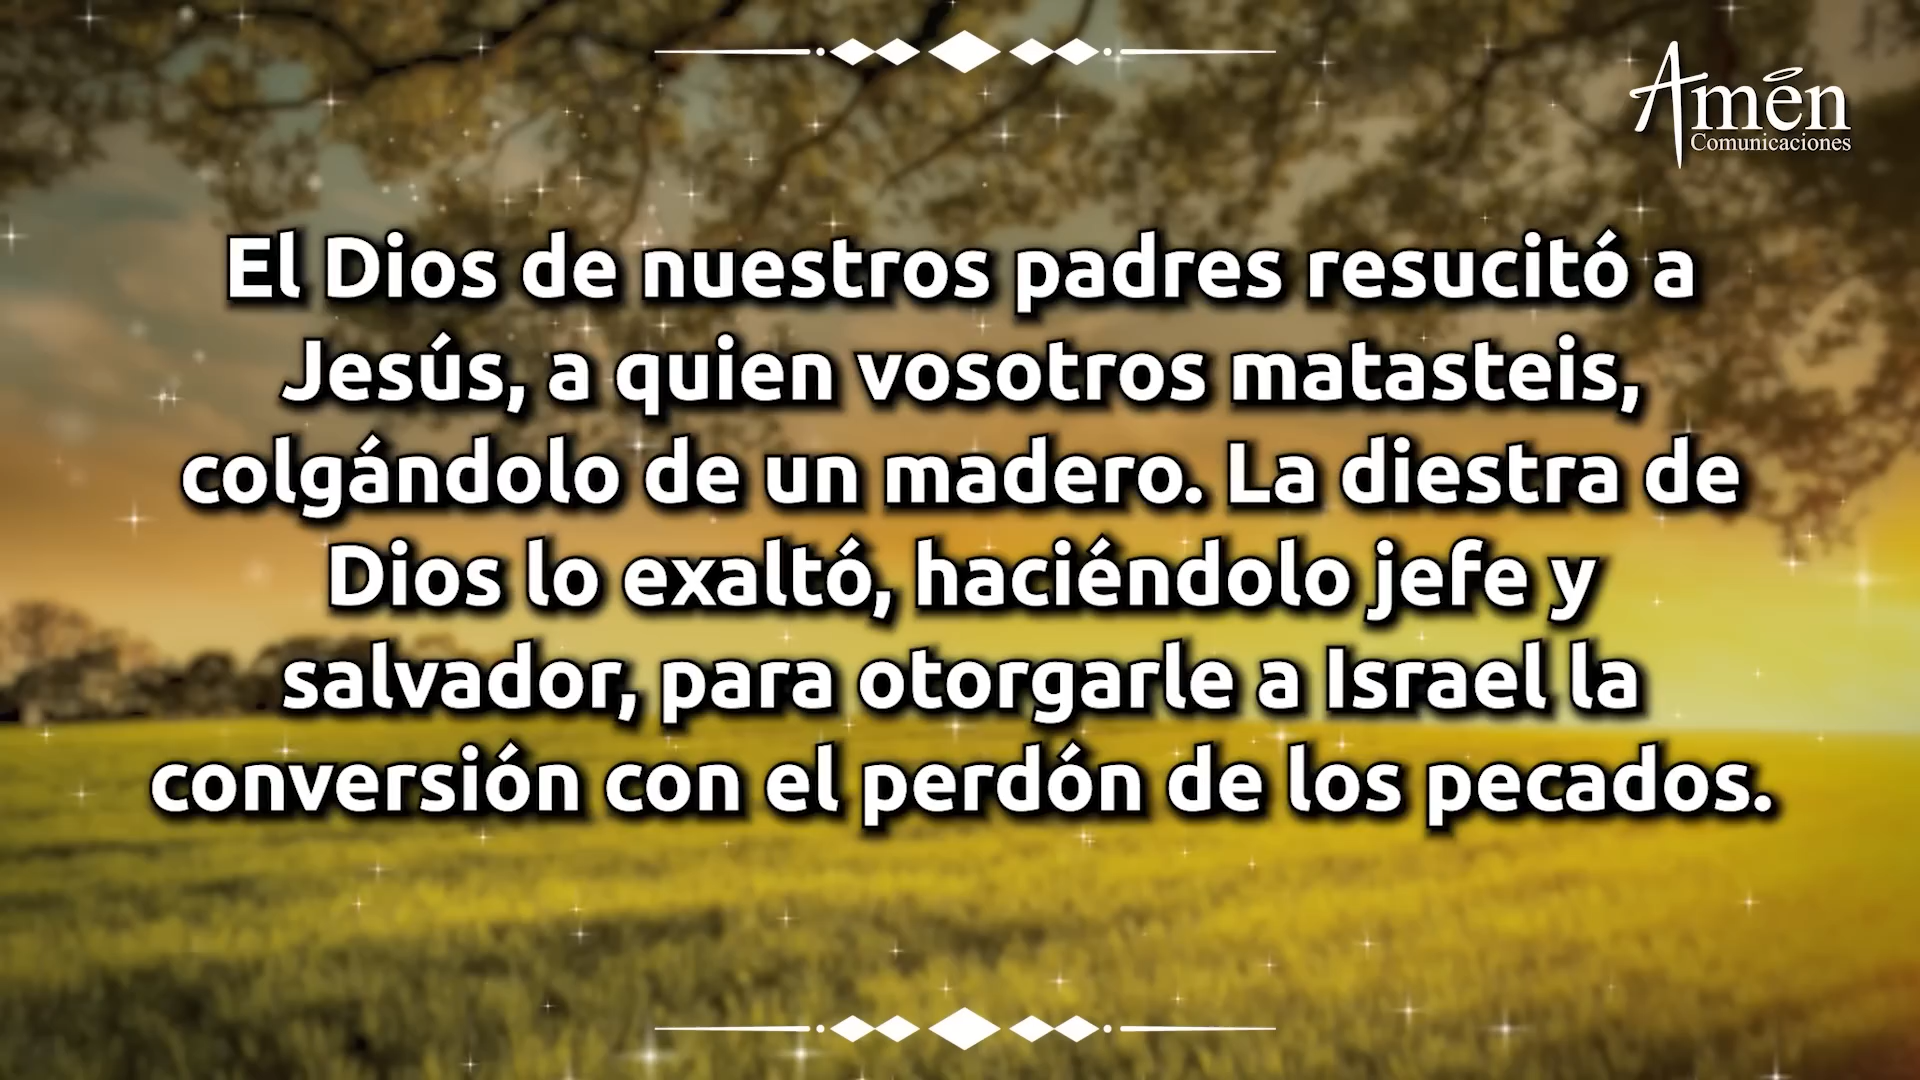 Amén
Comunicaciones
El Dios de nuestros padres resucitó a
Jesús, a quien vosotros matasteis,
colgándolo de un madero. La diestra de
Dios lo exaltó, haciéndolo jefe y
salvador, para otorgarle a Israel la
conversión con el perdón de los pecados.